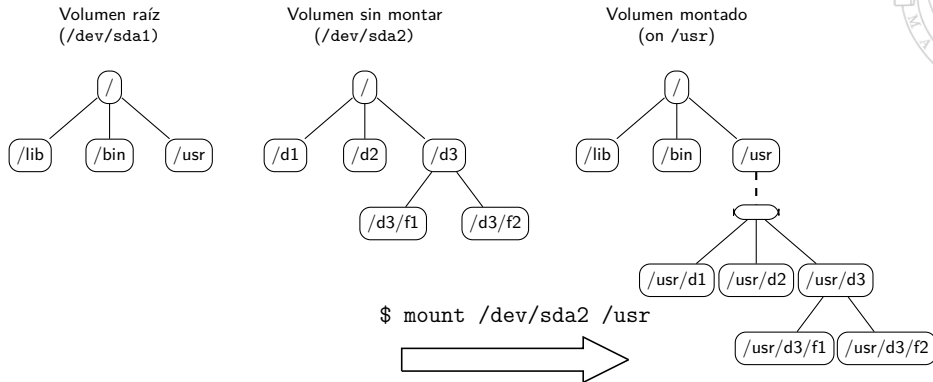 Volumen raíz
(/dev/sda1)
/
/lib
/bin
/usr
Volumen sin montar
(/dev/sda2)
/
/d1
/d2
/d3
/d3/f1
/d3/f2
Volumen montado
(on /usr)
/
/lib
/bin
/usr
/usr/d1
/usr/d2
/usr/d3
/usr/d3/f1
/usr/d3/f2
$ mount /dev/sda2 /usr